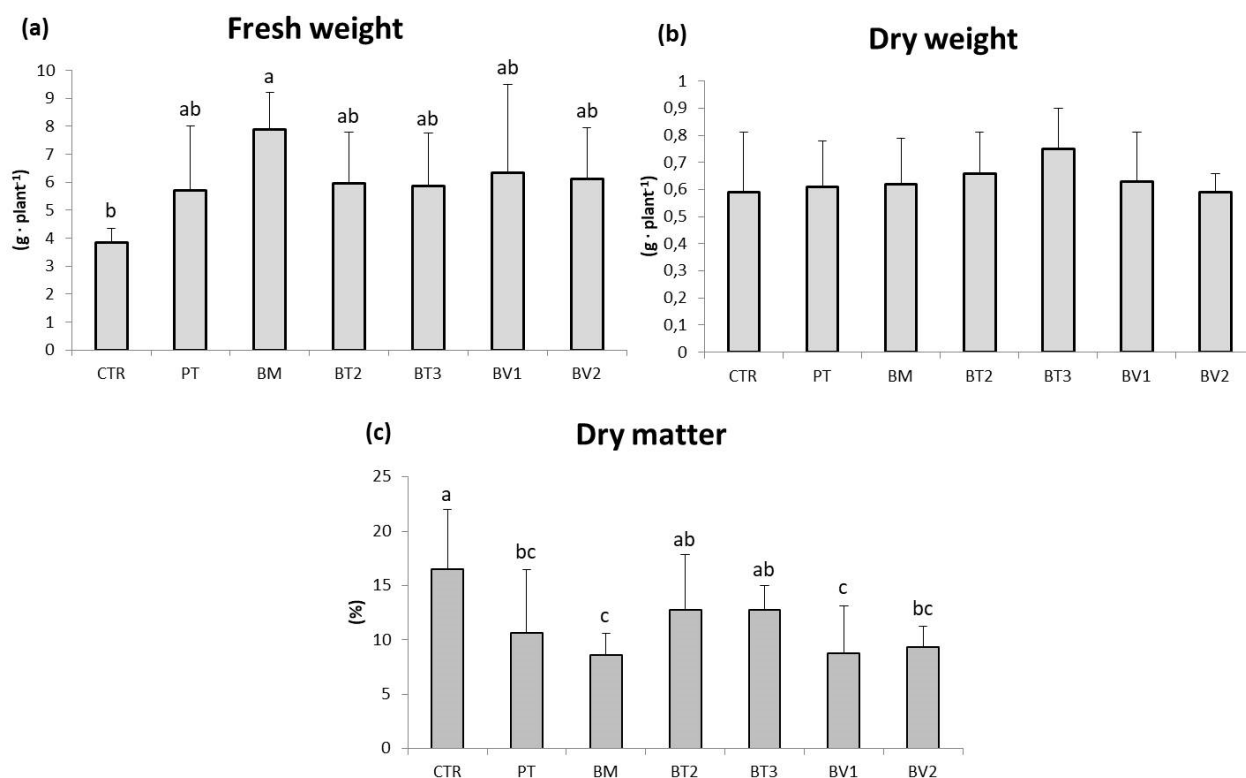 (a)
Fresh weight
(g · plant⁻¹)
10
9
8
7
6
5
4
3
2
1
0
b
ab
a
ab
ab
ab
ab
CTR PT BM BT2 BT3 BV1 BV2
(b)
Dry weight
(g · plant⁻¹)
1
0,9
0,8
0,7
0,6
0,5
0,4
0,3
0,2
0,1
0
CTR PT BM BT2 BT3 BV1 BV2
(c)
Dry matter
(%)
25
20
15
10
5
0
a
bc
c
ab
ab
c
bc
CTR PT BM BT2 BT3 BV1 BV2